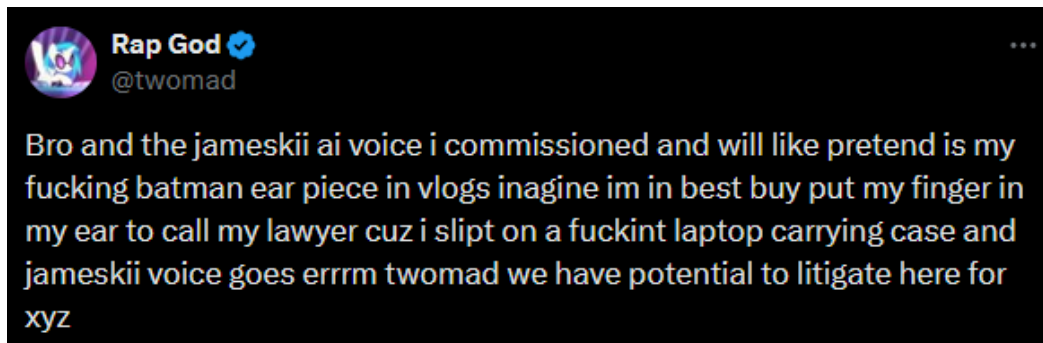 Rap God
@twomad
Bro and the jameskii ai voice i commissioned and will like pretend is my
fucking batman ear piece in vlogs inagine im in best buy put my finger in
my ear to call my lawyer cuz i slipt on a fuckint laptop carrying case and
jameskii voice goes errrm twomad we have potential to litigate here for
xyz